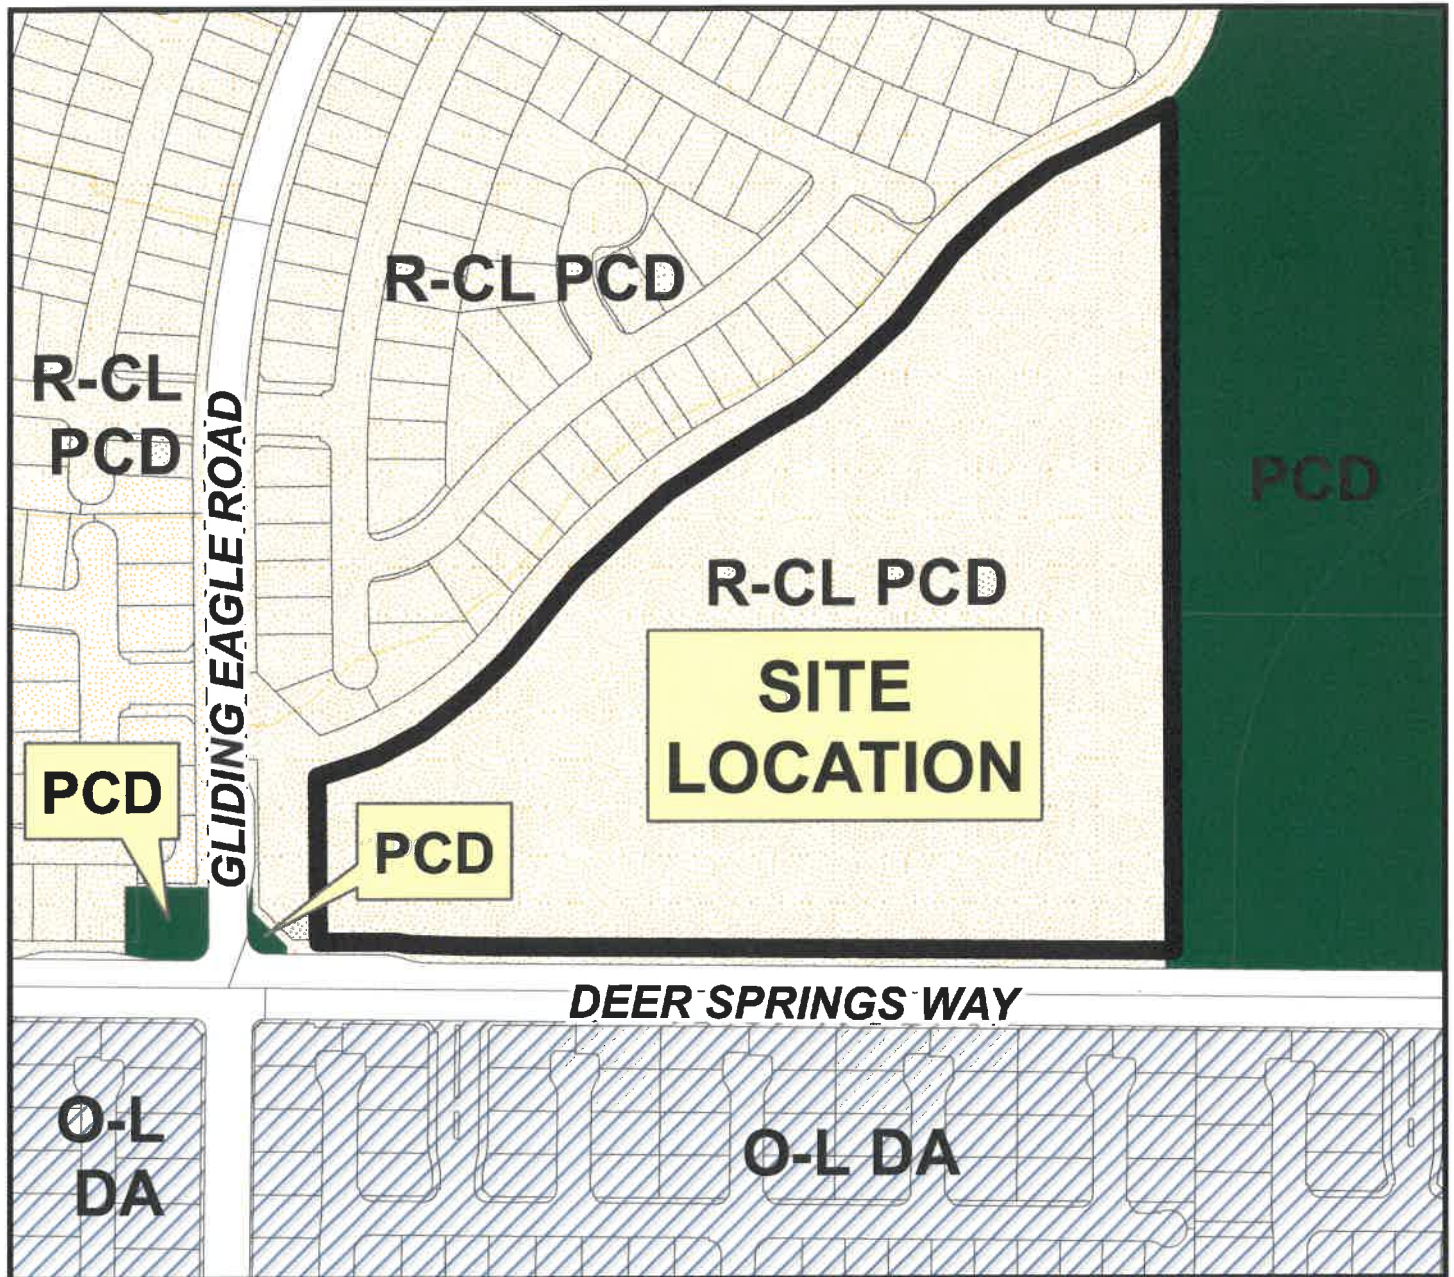 R-CL PCD
R-CL
PCD
GLIDING EAGLE ROAD
PCD
R-CL PCD
SITE
LOCATION
PCD
PCD
DEER SPRINGS WAY
O-L
DA
O-L DA